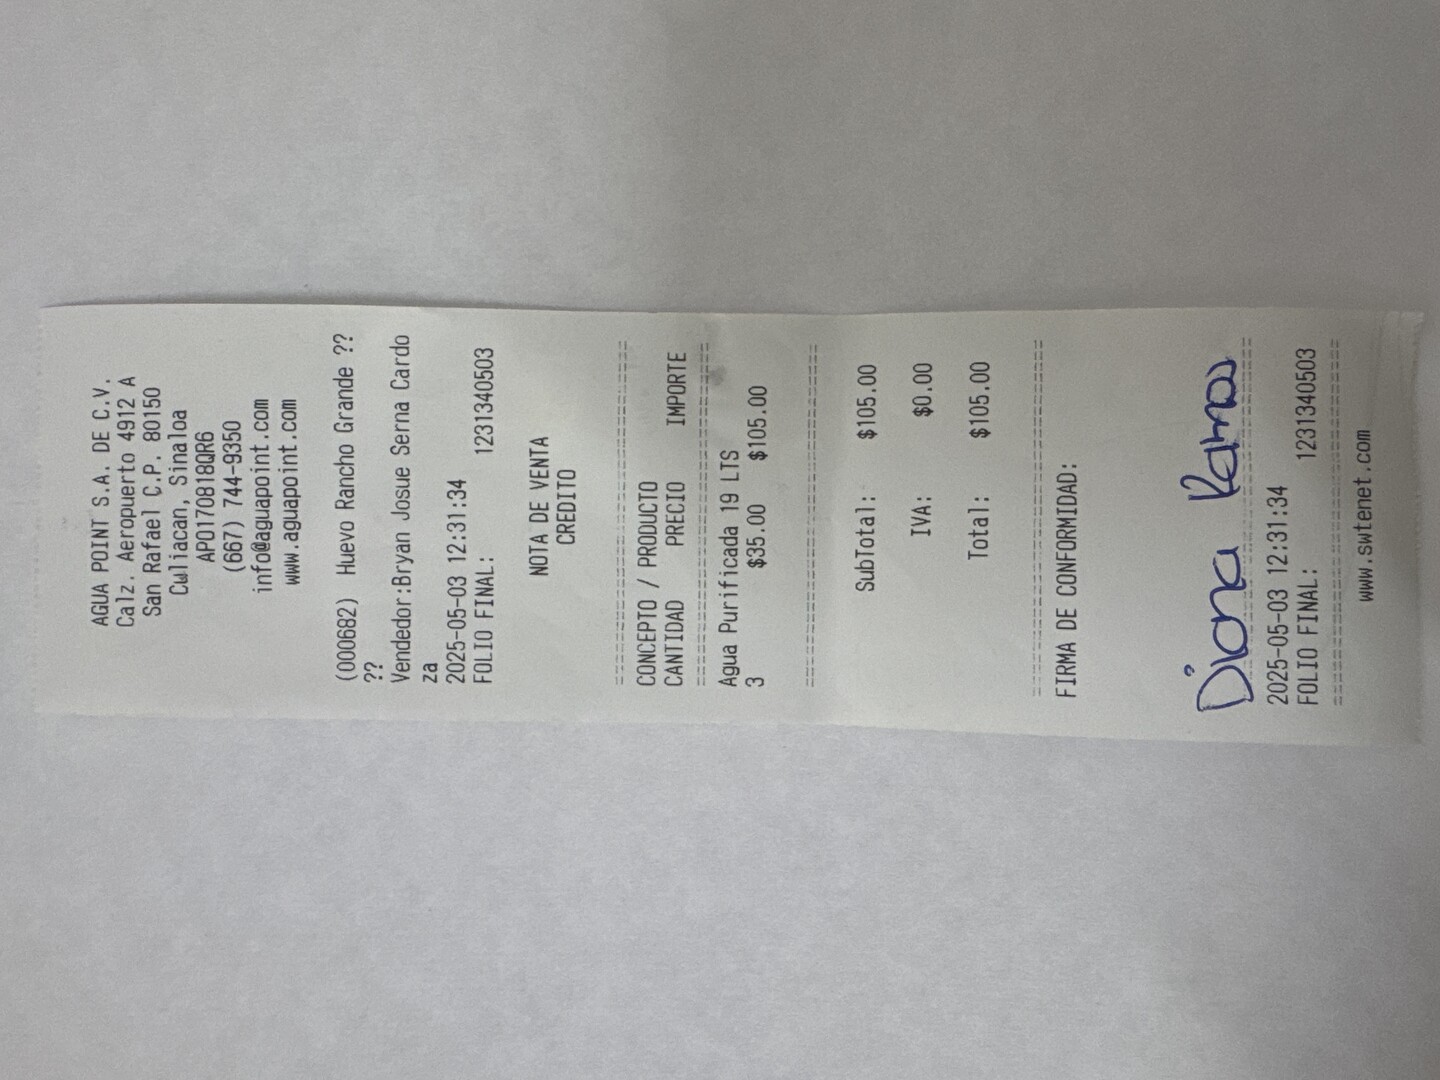 AGUA POINT S.A. DE C.V.
Calz. Aeropuerto 4912 A
San Rafael C.P. 80150
Culiacan, Sinaloa
APO170818QR6
(667) 744-9350
info@aguapoint.com
www.aguapoint.com
(000682) Huevo Rancho Grande ??
??
Vendedor:Bryan Josue Serna Cardo
za
2025-05-03 12:31:34
FOLIO FINAL: 1231340503
NOTA DE VENTA
CREDITO
CONCEPTO / PRODUCTO
CANTIDAD PRECIO IMPORTE
Agua Purificada 19 LTS
3 $35.00 $105.00
SubTotal: $105.00
IVA: $0.00
Total: $105.00
FIRMA DE CONFORMIDAD:
Diana Ramos
2025-05-03 12:31:34
FOLIO FINAL: 1231340503
www.swtenet.com